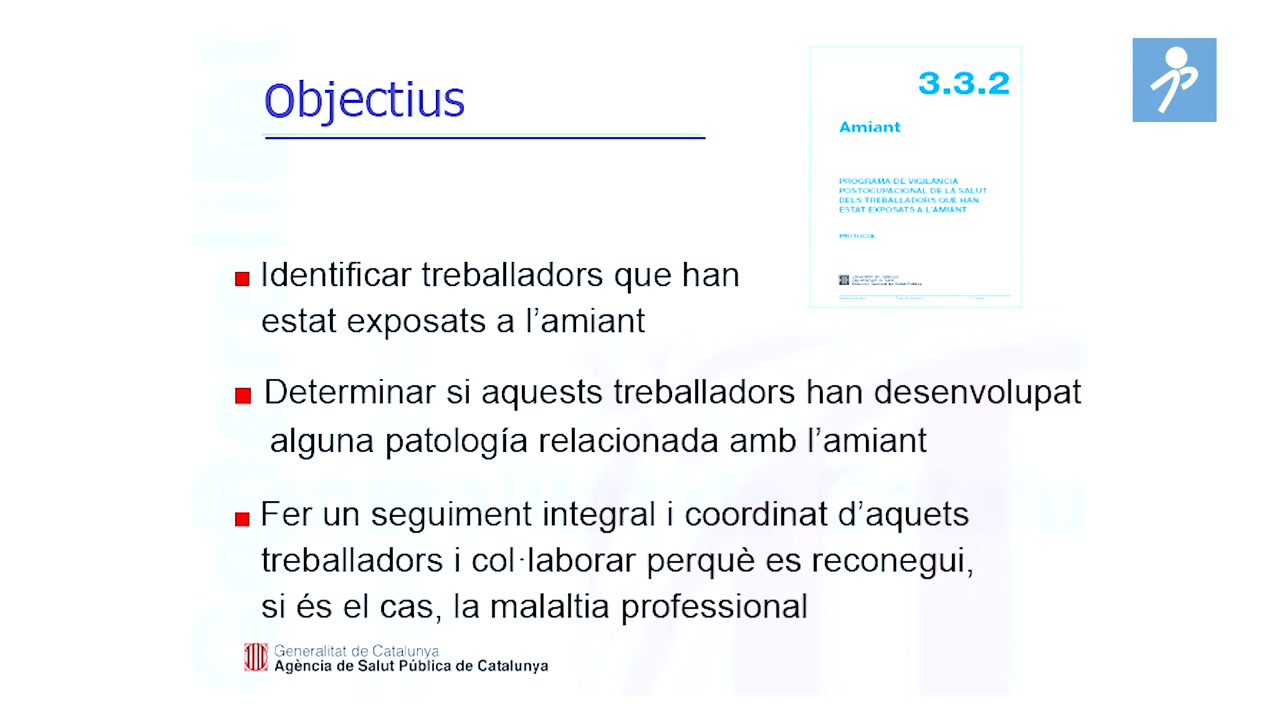 Objectius
3.3.2
Amiant
PROGRAMA DE VIGILÀNCIA
POSTOCUPACIONAL DE LA SALUT
DELS TREBALLADORS QUE HAN
ESTAT EXPOSATS A L'AMIANT
PROTOCOL
Identificar treballadors que han
estat exposats a l'amiant
Determinar si aquests treballadors han desenvolupat
alguna patología relacionada amb l'amiant
Fer un seguiment integral i coordinat d'aquets
treballadors i col·laborar perquè es reconegui,
si és el cas, la malaltia professional
Generalitat de Catalunya
Agència de Salut Pública de Catalunya